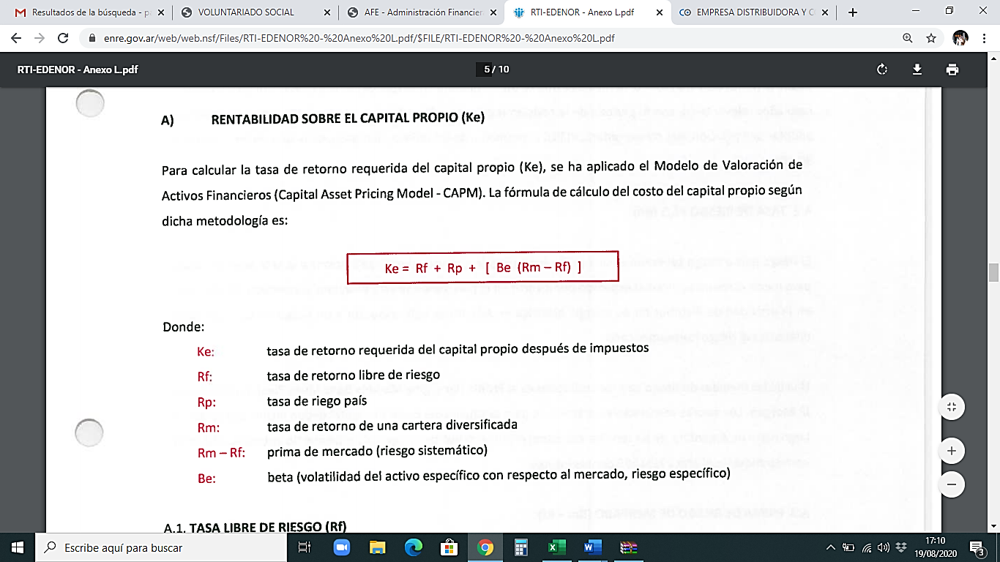 Resultados de la búsqueda - pa
VOLUNTARIADO SOCIAL
AFE - Administración Financier
RTI-EDENOR - Anexo L.pdf
EMPRESA DISTRIBUIDORA Y C
enre.gov.ar/web/web.nsf/Files/RTI-EDENOR%20-%20Anexo%20L.pdf/$FILE/RTI-EDENOR%20-%20Anexo%20L.pdf
RTI-EDENOR - Anexo L.pdf
5 / 10
A) RENTABILIDAD SOBRE EL CAPITAL PROPIO (Ke)
Para calcular la tasa de retorno requerida del capital propio (Ke), se ha aplicado el Modelo de Valoración de
Activos Financieros (Capital Asset Pricing Model - CAPM). La fórmula de cálculo del costo del capital propio según
dicha metodología es:
Ke = Rf + Rp + [ Be (Rm – Rf) ]
Donde:
Ke: tasa de retorno requerida del capital propio después de impuestos
Rf: tasa de retorno libre de riesgo
Rp: tasa de riego país
Rm: tasa de retorno de una cartera diversificada
Rm – Rf: prima de mercado (riesgo sistemático)
Be: beta (volatilidad del activo específico con respecto al mercado, riesgo específico)
A.1. TASA LIBRE DE RIESGO (Rf)
Escribe aquí para buscar
17:10
19/08/2020
3